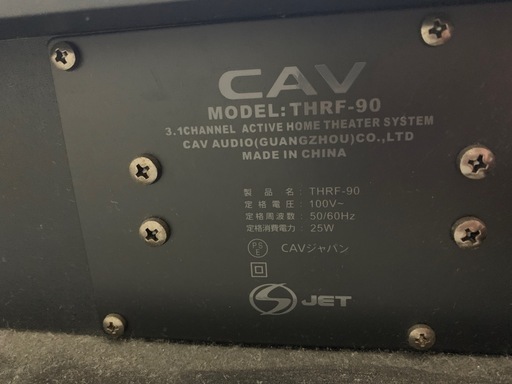 CAV
MODEL: THRF-90
3.1CHANNEL ACTIVE HOME THEATER SYSTEM
CAV AUDIO(GUANGZHOU)CO.,LTD
MADE IN CHINA
製品名: THRF-90
定格電圧: 100V~
定格周波数: 50/60Hz
定格消費電力: 25W
PSE CAVジャパン
S JET